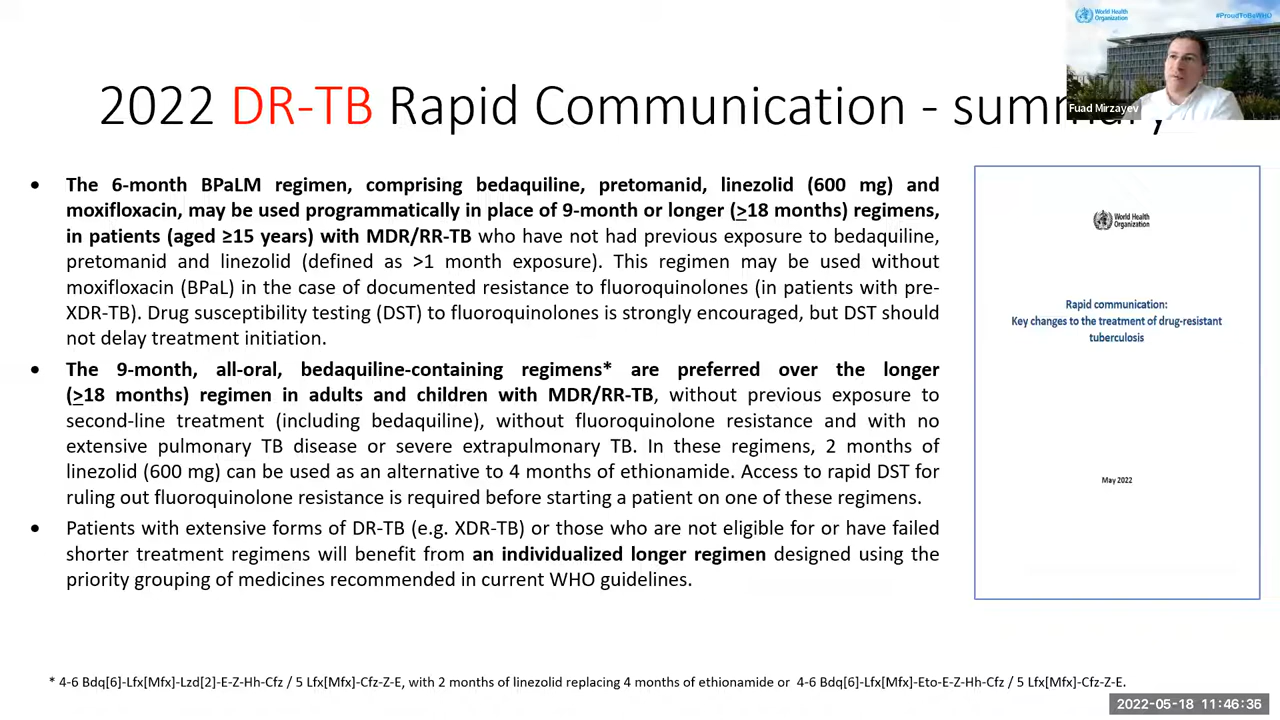 World Health
Organization
#ProudToBeWHO
Fuad Mirzayev
2022 DR-TB Rapid Communication - summary
• The 6-month BPaLM regimen, comprising bedaquiline, pretomanid, linezolid (600 mg) and
moxifloxacin, may be used programmatically in place of 9-month or longer (≥18 months) regimens,
in patients (aged ≥15 years) with MDR/RR-TB who have not had previous exposure to bedaquiline,
pretomanid and linezolid (defined as >1 month exposure). This regimen may be used without
moxifloxacin (BPaL) in the case of documented resistance to fluoroquinolones (in patients with pre-
XDR-TB). Drug susceptibility testing (DST) to fluoroquinolones is strongly encouraged, but DST should
not delay treatment initiation.
• The 9-month, all-oral, bedaquiline-containing regimens* are preferred over the longer
(≥18 months) regimen in adults and children with MDR/RR-TB, without previous exposure to
second-line treatment (including bedaquiline), without fluoroquinolone resistance and with no
extensive pulmonary TB disease or severe extrapulmonary TB. In these regimens, 2 months of
linezolid (600 mg) can be used as an alternative to 4 months of ethionamide. Access to rapid DST for
ruling out fluoroquinolone resistance is required before starting a patient on one of these regimens.
• Patients with extensive forms of DR-TB (e.g. XDR-TB) or those who are not eligible for or have failed
shorter treatment regimens will benefit from an individualized longer regimen designed using the
priority grouping of medicines recommended in current WHO guidelines.
World Health
Organization
Rapid communication:
Key changes to the treatment of drug-resistant
tuberculosis
May 2022
* 4-6 Bdq[6]-Lfx[Mfx]-Lzd[2]-E-Z-Hh-Cfz / 5 Lfx[Mfx]-Cfz-Z-E, with 2 months of linezolid replacing 4 months of ethionamide or 4-6 Bdq[6]-Lfx[Mfx]-Eto-E-Z-Hh-Cfz / 5 Lfx[Mfx]-Cfz-Z-E.
2022-05-18 11:46:36